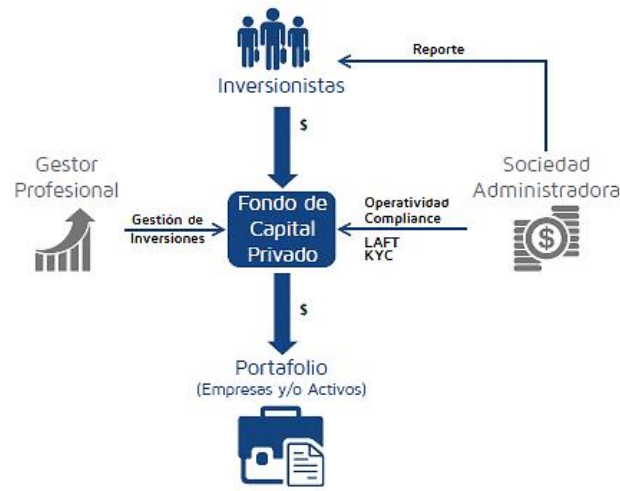 Reporte
Inversionistas
$
Gestor
Profesional
Sociedad
Administradora
Gestión de
Inversiones
Fondo de
Capital
Privado
Operatividad
Compliance
LAFT
KYC
$
$
Portafolio
(Empresas y/o Activos)